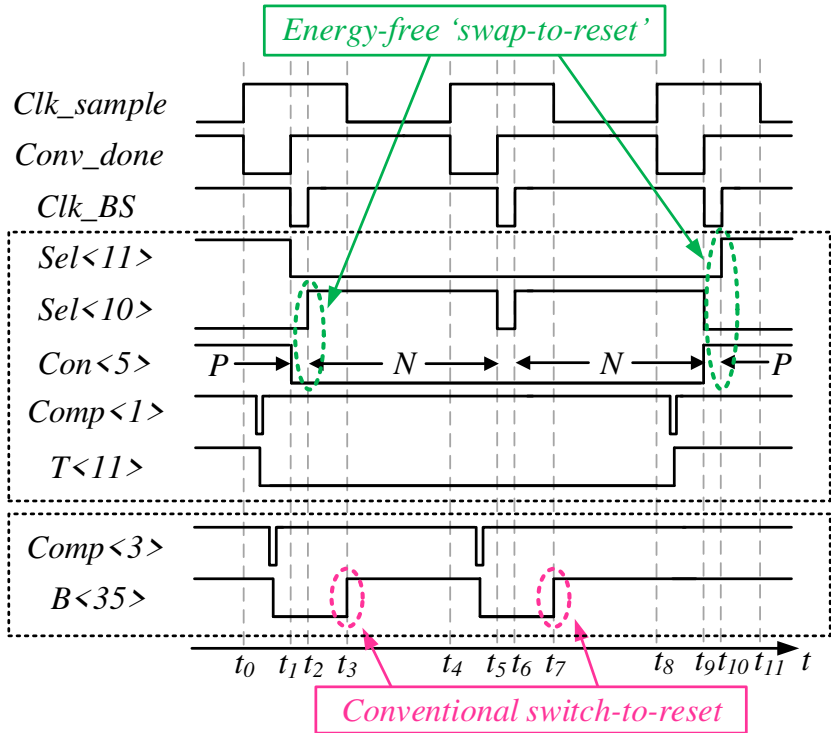 Energy-free ‘swap-to-reset’
Clk_sample
Conv_done
Clk_BS
Sel<11>
Sel<10>
Con<5>
P N N P
Comp<1>
T<11>
Comp<3>
B<35>
t0 t1 t2 t3 t4 t5 t6 t7 t8 t9 t10 t11 t
Conventional switch-to-reset